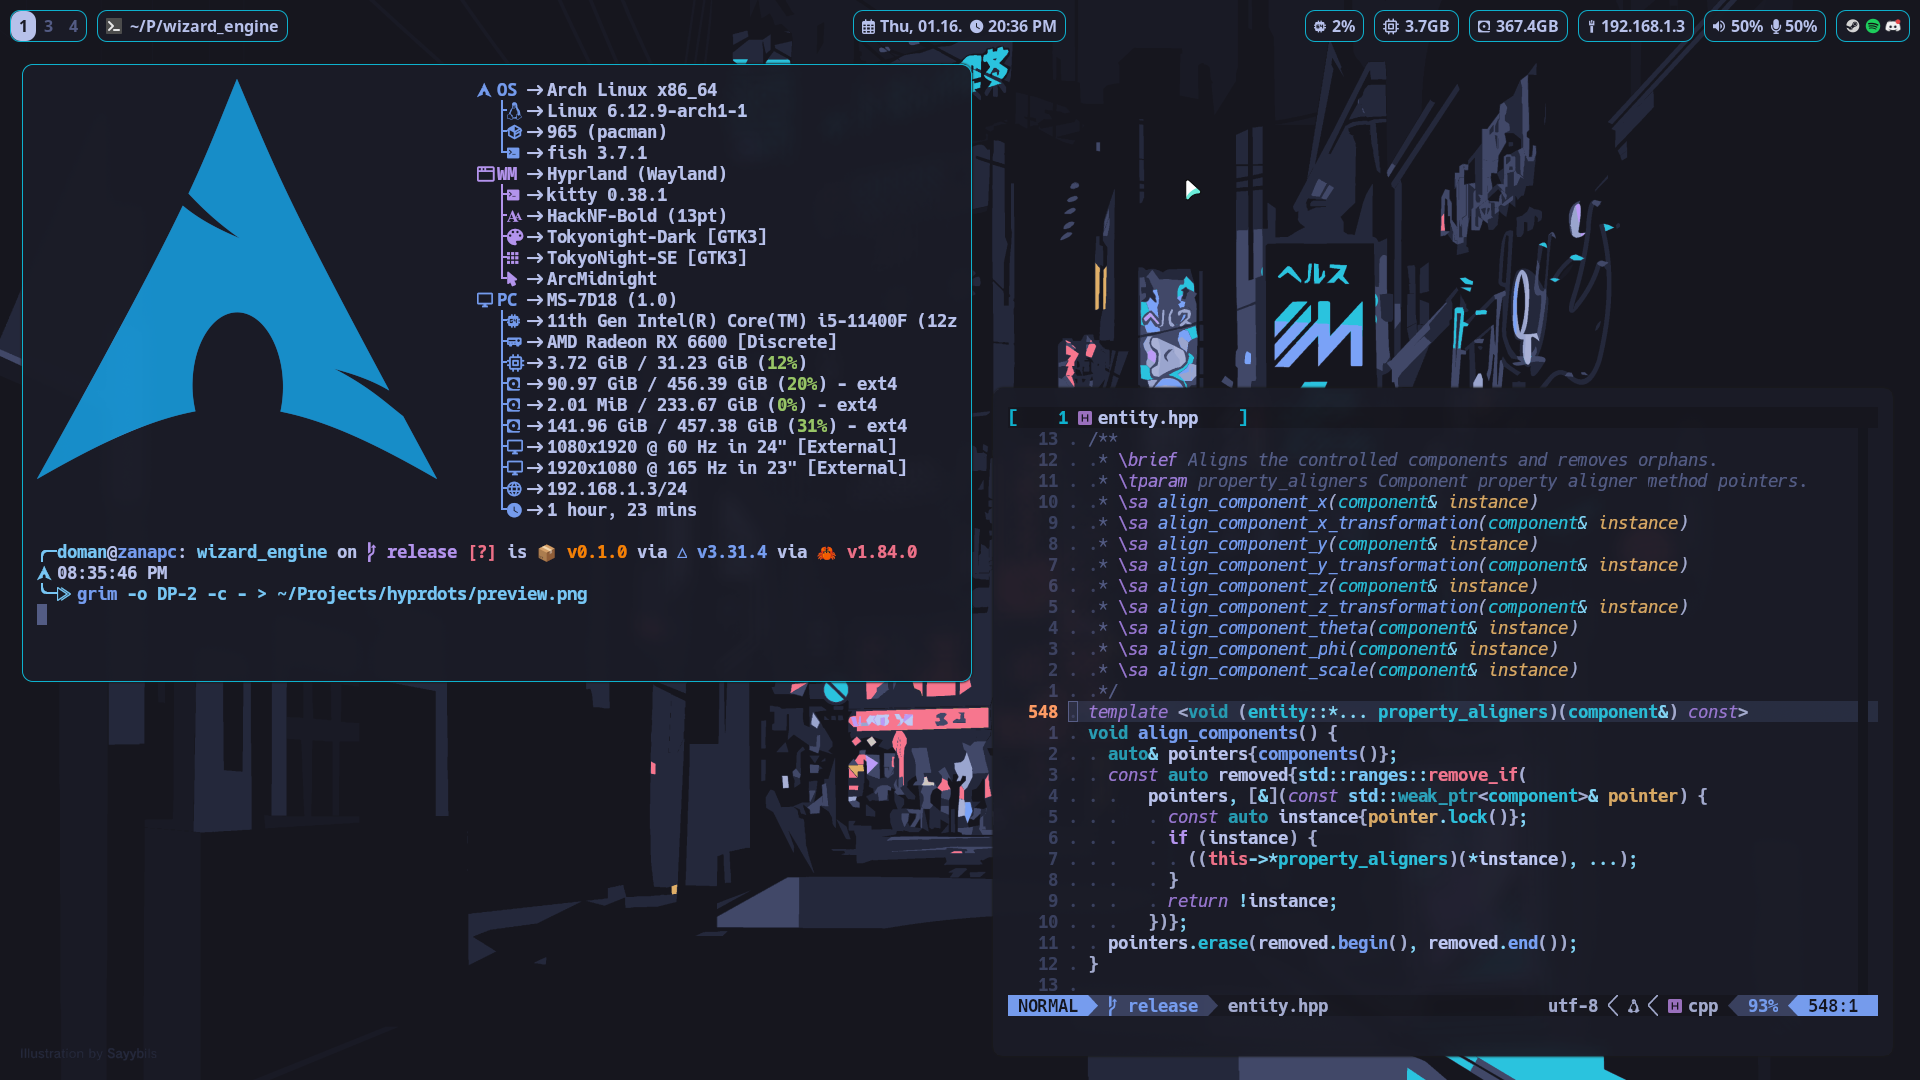 1 3 4 ~/P/wizard_engine Thu, 01.16. 20:36 PM 2% 3.7GB 367.4GB 192.168.1.3 50% 50%
OS Arch Linux x86_64
Linux 6.12.9-arch1-1
965 (pacman)
fish 3.7.1
WM Hyprland (Wayland)
kitty 0.38.1
HackNF-Bold (13pt)
Tokyonight-Dark [GTK3]
TokyoNight-SE [GTK3]
ArcMidnight
PC MS-7D18 (1.0)
11th Gen Intel(R) Core(TM) i5-11400F (12z
AMD Radeon RX 6600 [Discrete]
3.72 GiB / 31.23 GiB (12%)
90.97 GiB / 456.39 GiB (20%) - ext4
2.01 MiB / 233.67 GiB (0%) - ext4
141.96 GiB / 457.38 GiB (31%) - ext4
1080x1920 @ 60 Hz in 24" [External]
1920x1080 @ 165 Hz in 23" [External]
192.168.1.3/24
1 hour, 23 mins
doman@zanapc: wizard_engine on release [?] is 📦 v0.1.0 via △ v3.31.4 via 🦀 v1.84.0
08:35:46 PM
grim -o DP-2 -c - > ~/Projects/hyprdots/preview.png
ヘルス
[ 1 entity.hpp ]
13 /**
12 * \brief Aligns the controlled components and removes orphans.
11 * \tparam property_aligners Component property aligner method pointers.
10 * \sa align_component_x(component& instance)
9 * \sa align_component_x_transformation(component& instance)
8 * \sa align_component_y(component& instance)
7 * \sa align_component_y_transformation(component& instance)
6 * \sa align_component_z(component& instance)
5 * \sa align_component_z_transformation(component& instance)
4 * \sa align_component_theta(component& instance)
3 * \sa align_component_phi(component& instance)
2 * \sa align_component_scale(component& instance)
1 */
548 template <void (entity::*... property_aligners)(component&) const>
1 void align_components() {
2 auto& pointers{components()};
3 const auto removed{std::ranges::remove_if(
4 pointers, [&](const std::weak_ptr<component>& pointer) {
5 const auto instance{pointer.lock()};
6 if (instance) {
7 ((this->*property_aligners)(*instance), ...);
8 }
9 return !instance;
10 })};
11 pointers.erase(removed.begin(), removed.end());
12 }
13
NORMAL release entity.hpp utf-8 cpp 93% 548:1
Illustration by Sayybils